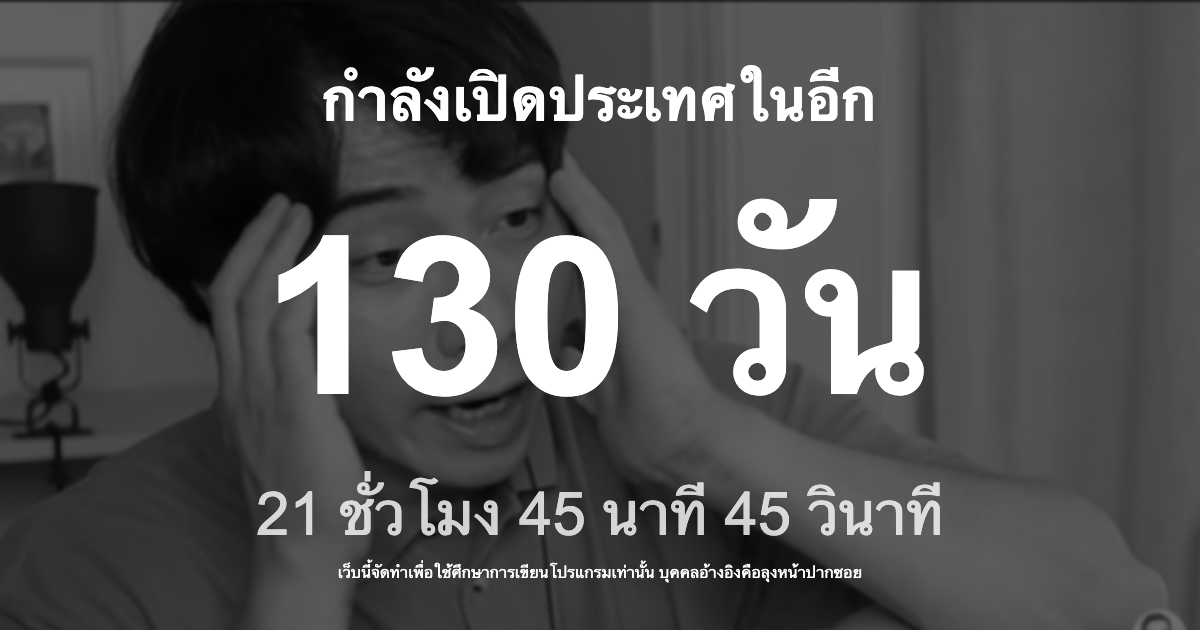 กำลังเปิดประเทศในอีก
130 วัน
21 ชั่วโมง 45 นาที 45 วินาที
เว็บนี้จัดทำเพื่อใช้ศึกษาการเขียนโปรแกรมเท่านั้น บุคคลอ้างอิงคือลุงหน้าปากซอย